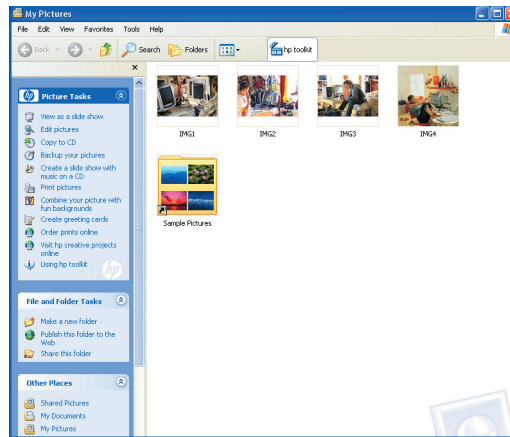 My Pictures
File Edit View Favorites Tools Help
Back Search Folders hp toolkit
hp Picture Tasks
View as a slide show
Edit pictures
Copy to CD
Backup your pictures
Create a slide show with
music on a CD
Print pictures
Combine your picture with
fun backgrounds
Create greeting cards
Order prints online
Visit hp creative projects
online
Using hp toolkit
hp
File and Folder Tasks
Make a new folder
Publish this folder to the
Web
Share this folder
Other Places
Shared Pictures
My Documents
My Pictures
IMG1 IMG2 IMG3 IMG4
Sample Pictures